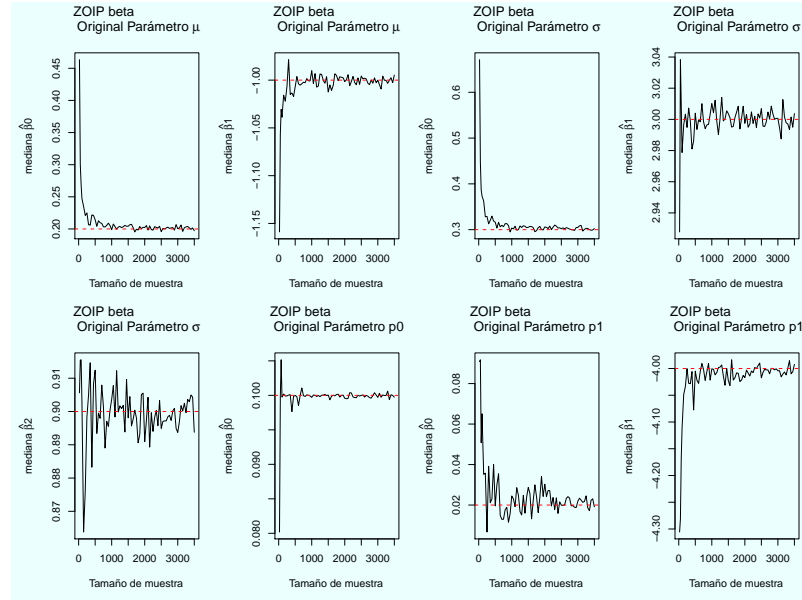 ZOIP beta
Original Parámetro μ
mediana β̂0
0.20 0.25 0.30 0.35 0.40 0.45
0 1000 2000 3000
Tamaño de muestra
ZOIP beta
Original Parámetro μ
mediana β̂1
−1.15 −1.10 −1.05 −1.00
0 1000 2000 3000
Tamaño de muestra
ZOIP beta
Original Parámetro σ
mediana β̂0
0.3 0.4 0.5 0.6
0 1000 2000 3000
Tamaño de muestra
ZOIP beta
Original Parámetro σ
mediana β̂1
2.94 2.96 2.98 3.00 3.02 3.04
0 1000 2000 3000
Tamaño de muestra
ZOIP beta
Original Parámetro σ
mediana β̂2
0.87 0.88 0.89 0.90 0.91
0 1000 2000 3000
Tamaño de muestra
ZOIP beta
Original Parámetro p0
mediana β̂0
0.080 0.090 0.100
0 1000 2000 3000
Tamaño de muestra
ZOIP beta
Original Parámetro p1
mediana β̂0
0.02 0.04 0.06 0.08
0 1000 2000 3000
Tamaño de muestra
ZOIP beta
Original Parámetro p1
mediana β̂1
−4.30 −4.20 −4.10 −4.00
0 1000 2000 3000
Tamaño de muestra